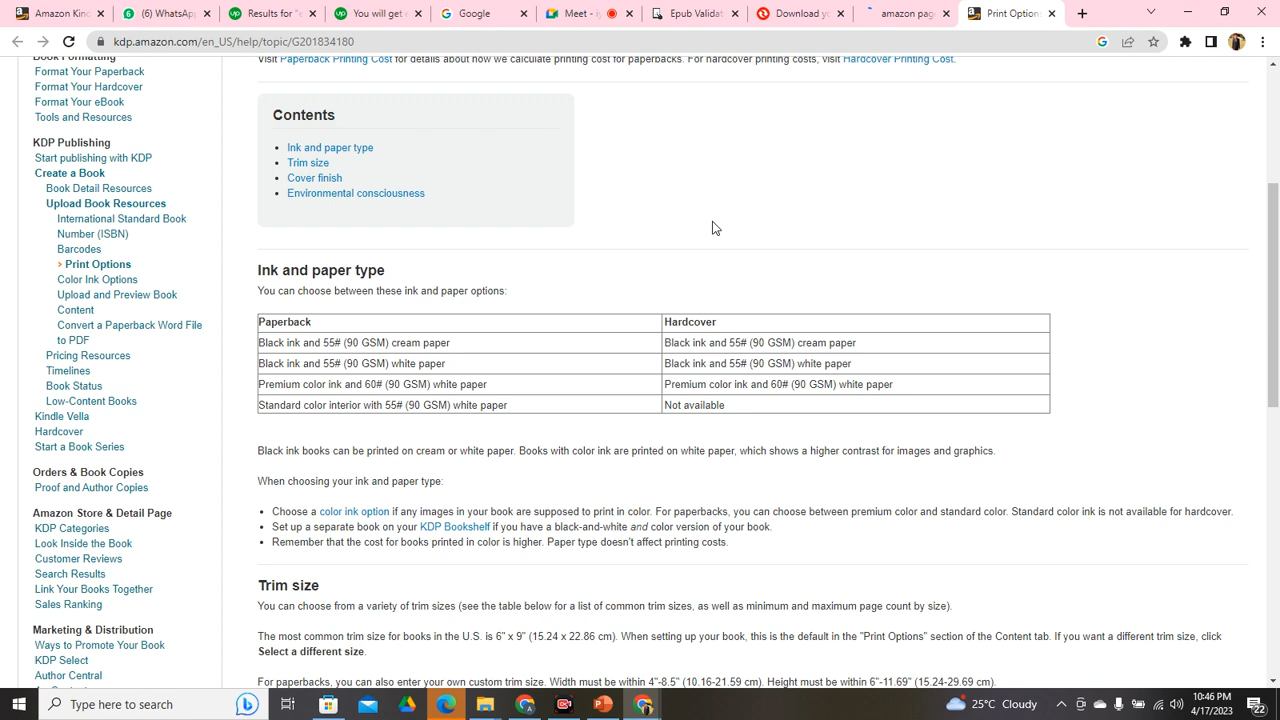 Amazon Kin
(6) WhatsApp
Results for "e
You will get e
Google
Meet - iy
Epub Valida
Download yo
amazon page
Print Options
kdp.amazon.com/en_US/help/topic/G201834180
Book Formatting
Format Your Paperback
Format Your Hardcover
Format Your eBook
Tools and Resources
KDP Publishing
Start publishing with KDP
Create a Book
Book Detail Resources
Upload Book Resources
International Standard Book
Number (ISBN)
Barcodes
Print Options
Color Ink Options
Upload and Preview Book
Content
Convert a Paperback Word File
to PDF
Pricing Resources
Timelines
Book Status
Low-Content Books
Kindle Vella
Hardcover
Start a Book Series
Orders & Book Copies
Proof and Author Copies
Amazon Store & Detail Page
KDP Categories
Look Inside the Book
Customer Reviews
Search Results
Link Your Books Together
Sales Ranking
Marketing & Distribution
Ways to Promote Your Book
KDP Select
Author Central
Visit Paperback Printing Cost for details about how we calculate printing cost for paperbacks. For hardcover printing costs, visit Hardcover Printing Cost.
Contents
• Ink and paper type
• Trim size
• Cover finish
• Environmental consciousness
Ink and paper type
You can choose between these ink and paper options:
Paperback Hardcover
Black ink and 55# (90 GSM) cream paper Black ink and 55# (90 GSM) cream paper
Black ink and 55# (90 GSM) white paper Black ink and 55# (90 GSM) white paper
Premium color ink and 60# (90 GSM) white paper Premium color ink and 60# (90 GSM) white paper
Standard color interior with 55# (90 GSM) white paper Not available
Black ink books can be printed on cream or white paper. Books with color ink are printed on white paper, which shows a higher contrast for images and graphics.
When choosing your ink and paper type:
• Choose a color ink option if any images in your book are supposed to print in color. For paperbacks, you can choose between premium color and standard color. Standard color ink is not available for hardcover.
• Set up a separate book on your KDP Bookshelf if you have a black-and-white and color version of your book.
• Remember that the cost for books printed in color is higher. Paper type doesn't affect printing costs.
Trim size
You can choose from a variety of trim sizes (see the table below for a list of common trim sizes, as well as minimum and maximum page count by size).
The most common trim size for books in the U.S. is 6" x 9" (15.24 x 22.86 cm). When setting up your book, this is the default in the "Print Options" section of the Content tab. If you want a different trim size, click
Select a different size.
For paperbacks, you can also enter your own custom trim size. Width must be within 4"-8.5" (10.16-21.59 cm). Height must be within 6"-11.69" (15.24-29.69 cm).
Type here to search
25°C Cloudy
10:46 PM
4/17/2023
22